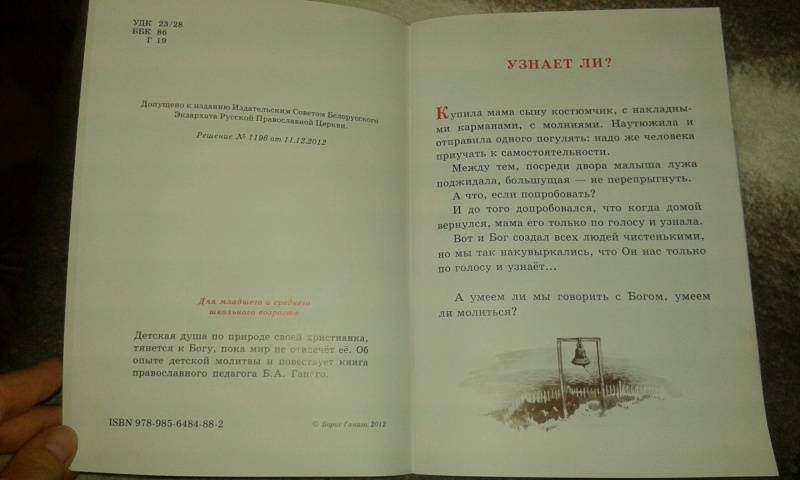 УДК 23/28
ББК 86
Г 19
Допущено к изданию Издательским Советом Белорусского
Экзархата Русской Православной Церкви.
Решение № 1196 от 11.12.2012
Для младшего и среднего
школьного возраста
Детская душа по природе своей христианка,
тянется к Богу, пока мир не отвлечёт её. Об
опыте детской молитвы и повествует книга
православного педагога Б.А. Ганаго.
ISBN 978-985-6484-88-2
© Борис Ганаго, 2012
УЗНАЕТ ЛИ?
Купила мама сыну костюмчик, с накладны-
ми карманами, с молниями. Наутюжила и
отправила одного погулять: надо же человека
приучать к самостоятельности.
Между тем, посреди двора малыша лужа
поджидала, большущая — не перепрыгнуть.
А что, если попробовать?
И до того допробовался, что когда домой
вернулся, мама его только по голосу и узнала.
Вот и Бог создал всех людей чистенькими,
но мы так накувыркались, что Он нас только
по голосу и узнаёт...
А умеем ли мы говорить с Богом, умеем
ли молиться?